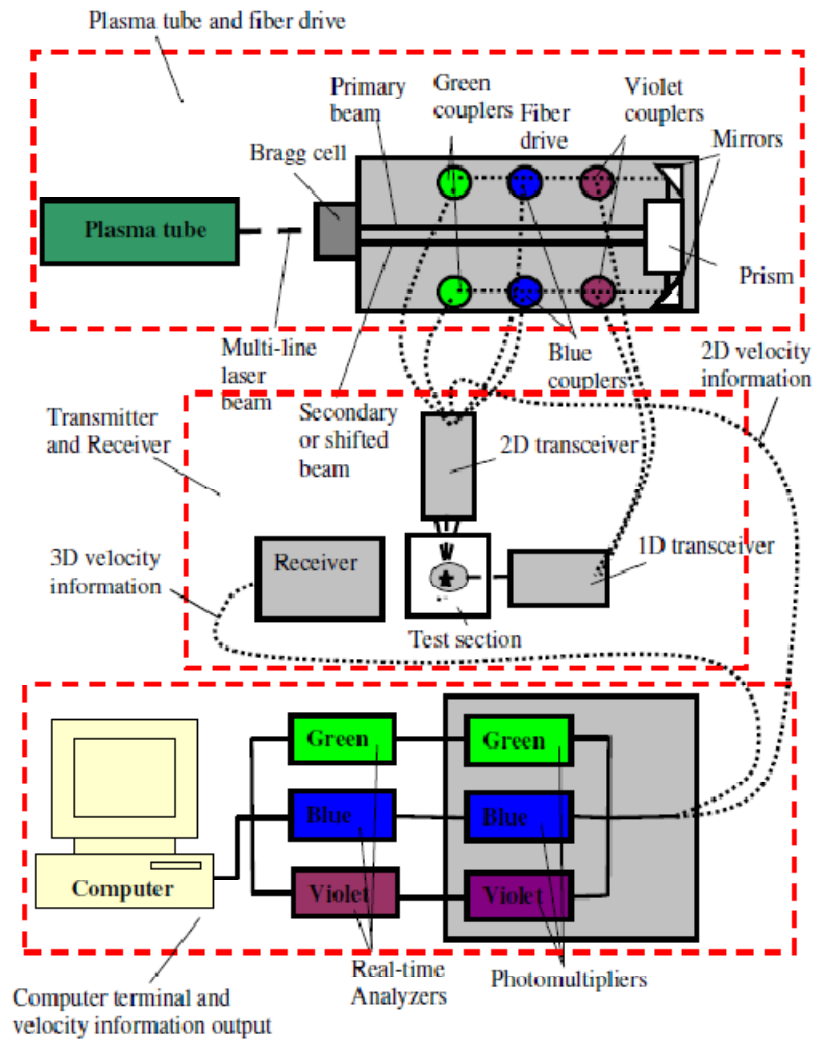 Plasma tube and fiber drive
Primary
beam
Green
couplers
Fiber
drive
Violet
couplers
Mirrors
Bragg cell
Plasma tube
Prism
Multi-line
laser
beam
Secondary
or shifted
beam
Blue
couplers
2D velocity
information
Transmitter
and Receiver
2D transceiver
3D velocity
information
Receiver
1D transceiver
Test section
Green
Green
Blue
Blue
Violet
Violet
Computer
Real-time
Analyzers
Photomultipliers
Computer terminal and
velocity information output